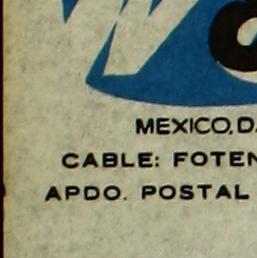 MEXICO, D.
CABLE: FOTEN
APDO. POSTAL